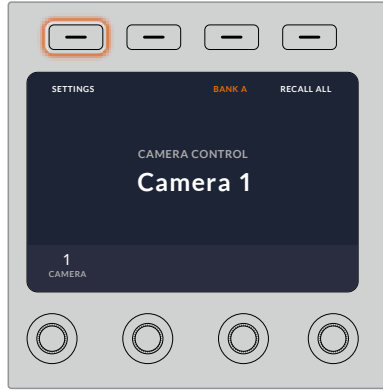 SETTINGS BANK A RECALL ALL
CAMERA CONTROL
Camera 1
1
CAMERA